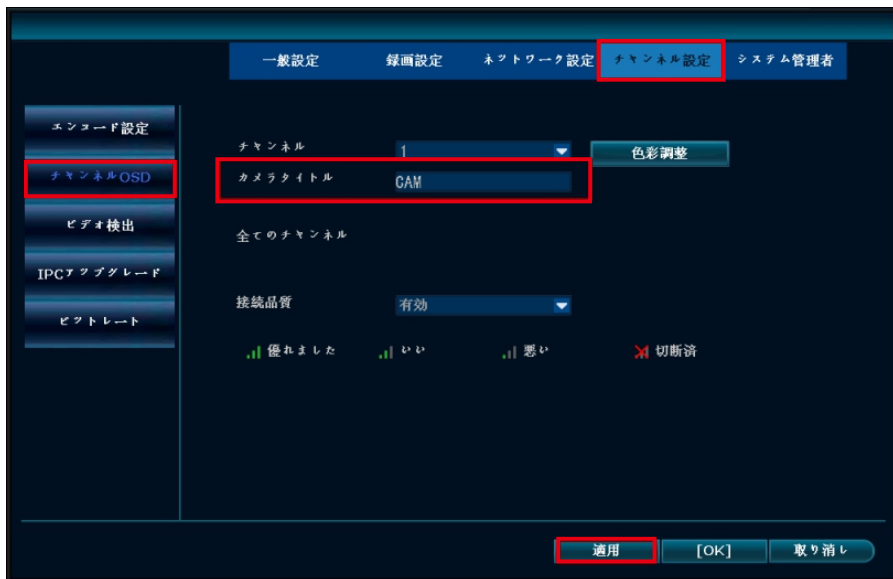 一般設定 録画設定 ネットワーク設定 チャンネル設定 システム管理者
エンコード設定
チャンネルOSD
ビデオ検出
IPCアップグレード
ビットレート
チャンネル 1 色彩調整
カメラタイトル CAM
全てのチャンネル
接続品質 有効
優れました いい 悪い 切断済
適用 [OK] 取り消し